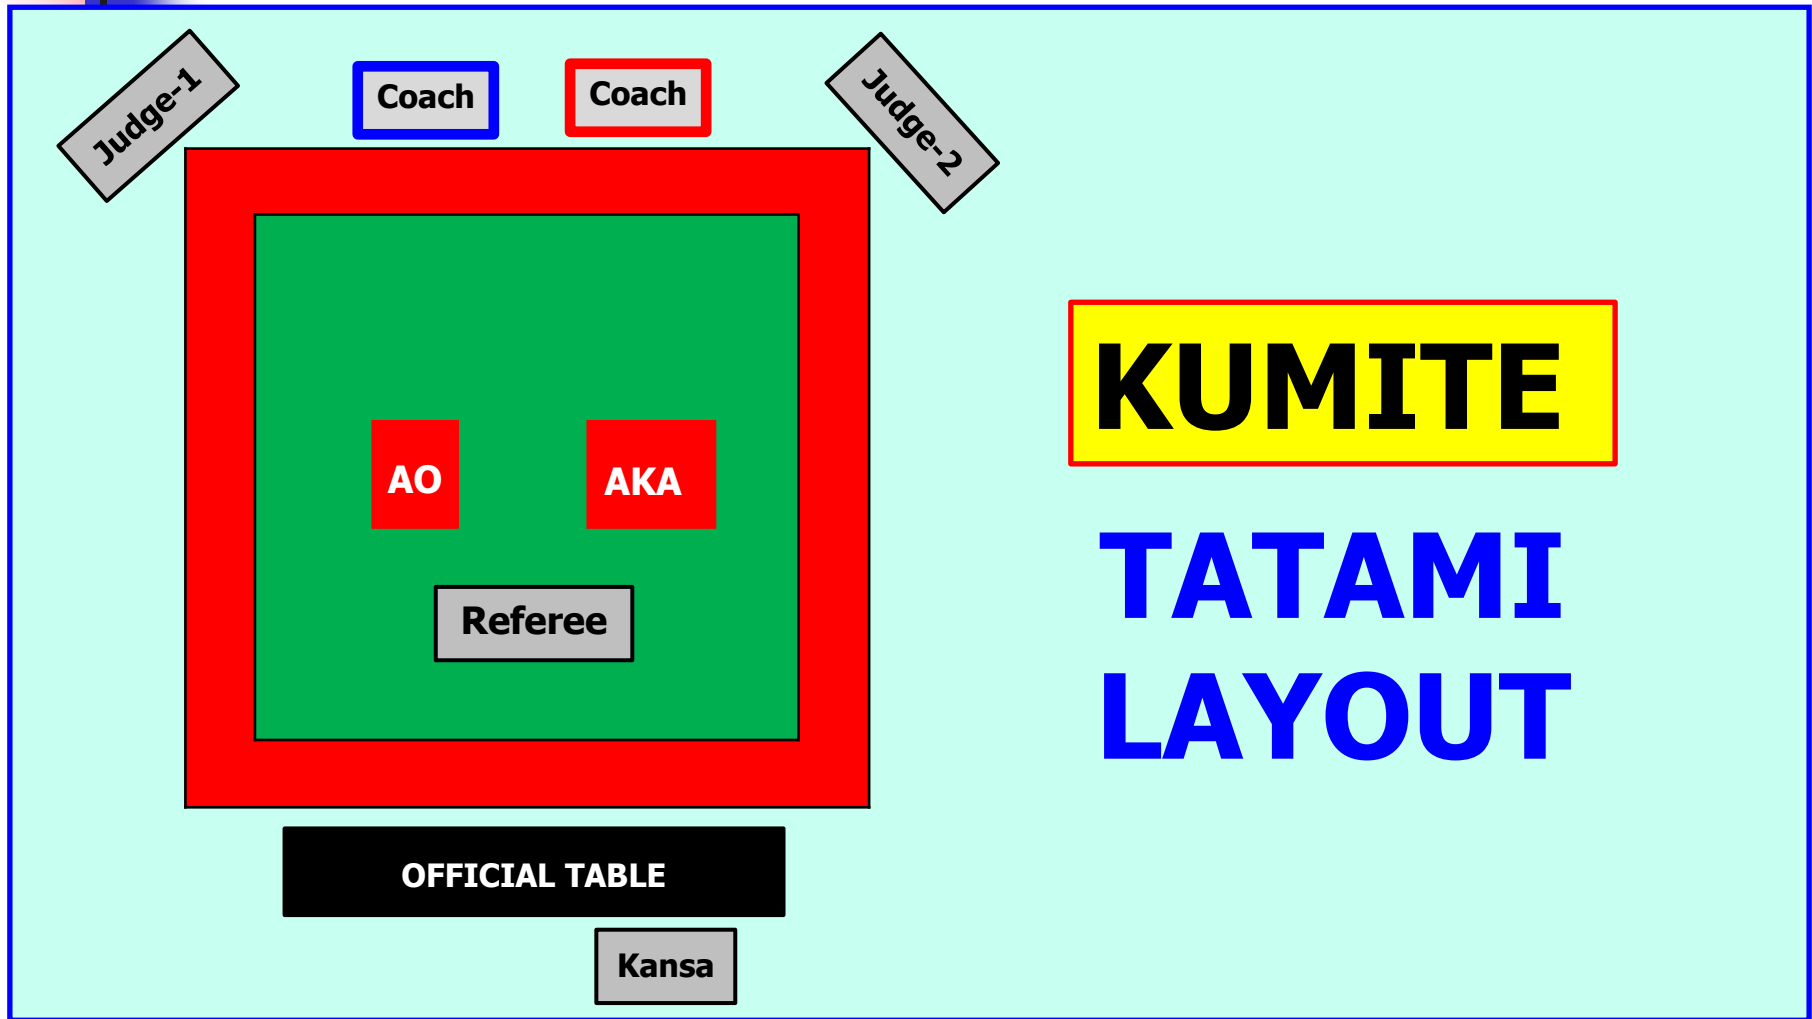 Judge-1
Coach
Coach
Judge-2
AO
AKA
Referee
OFFICIAL TABLE
Kansa
KUMITE
TATAMI
LAYOUT